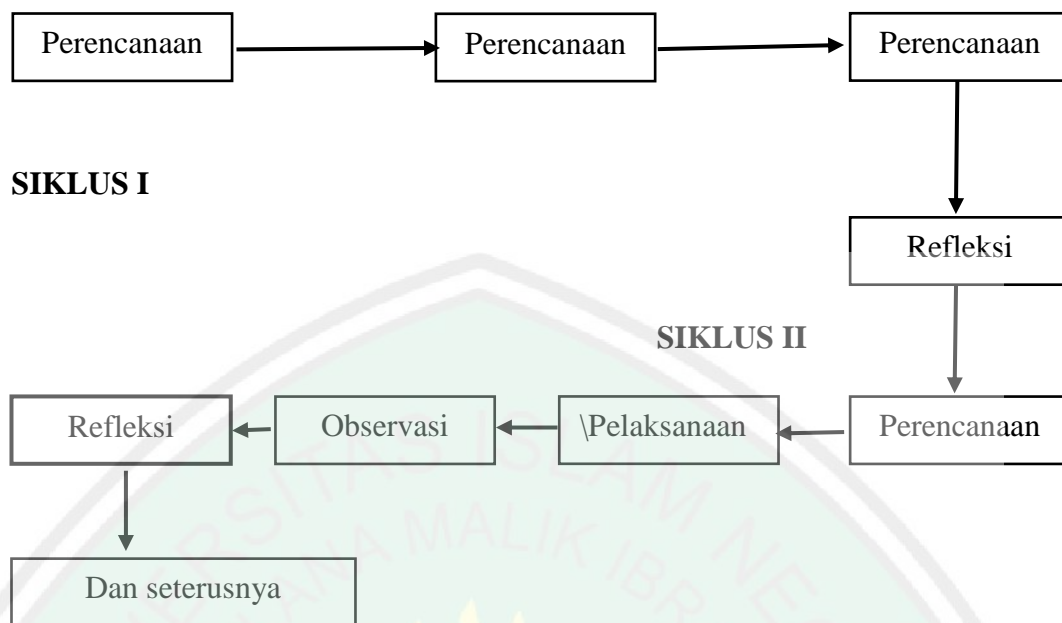 Perencanaan
Perencanaan
Perencanaan
SIKLUS I
Refleksi
SIKLUS II
Refleksi
Observasi
\Pelaksanaan
Perencanaan
Dan seterusnya